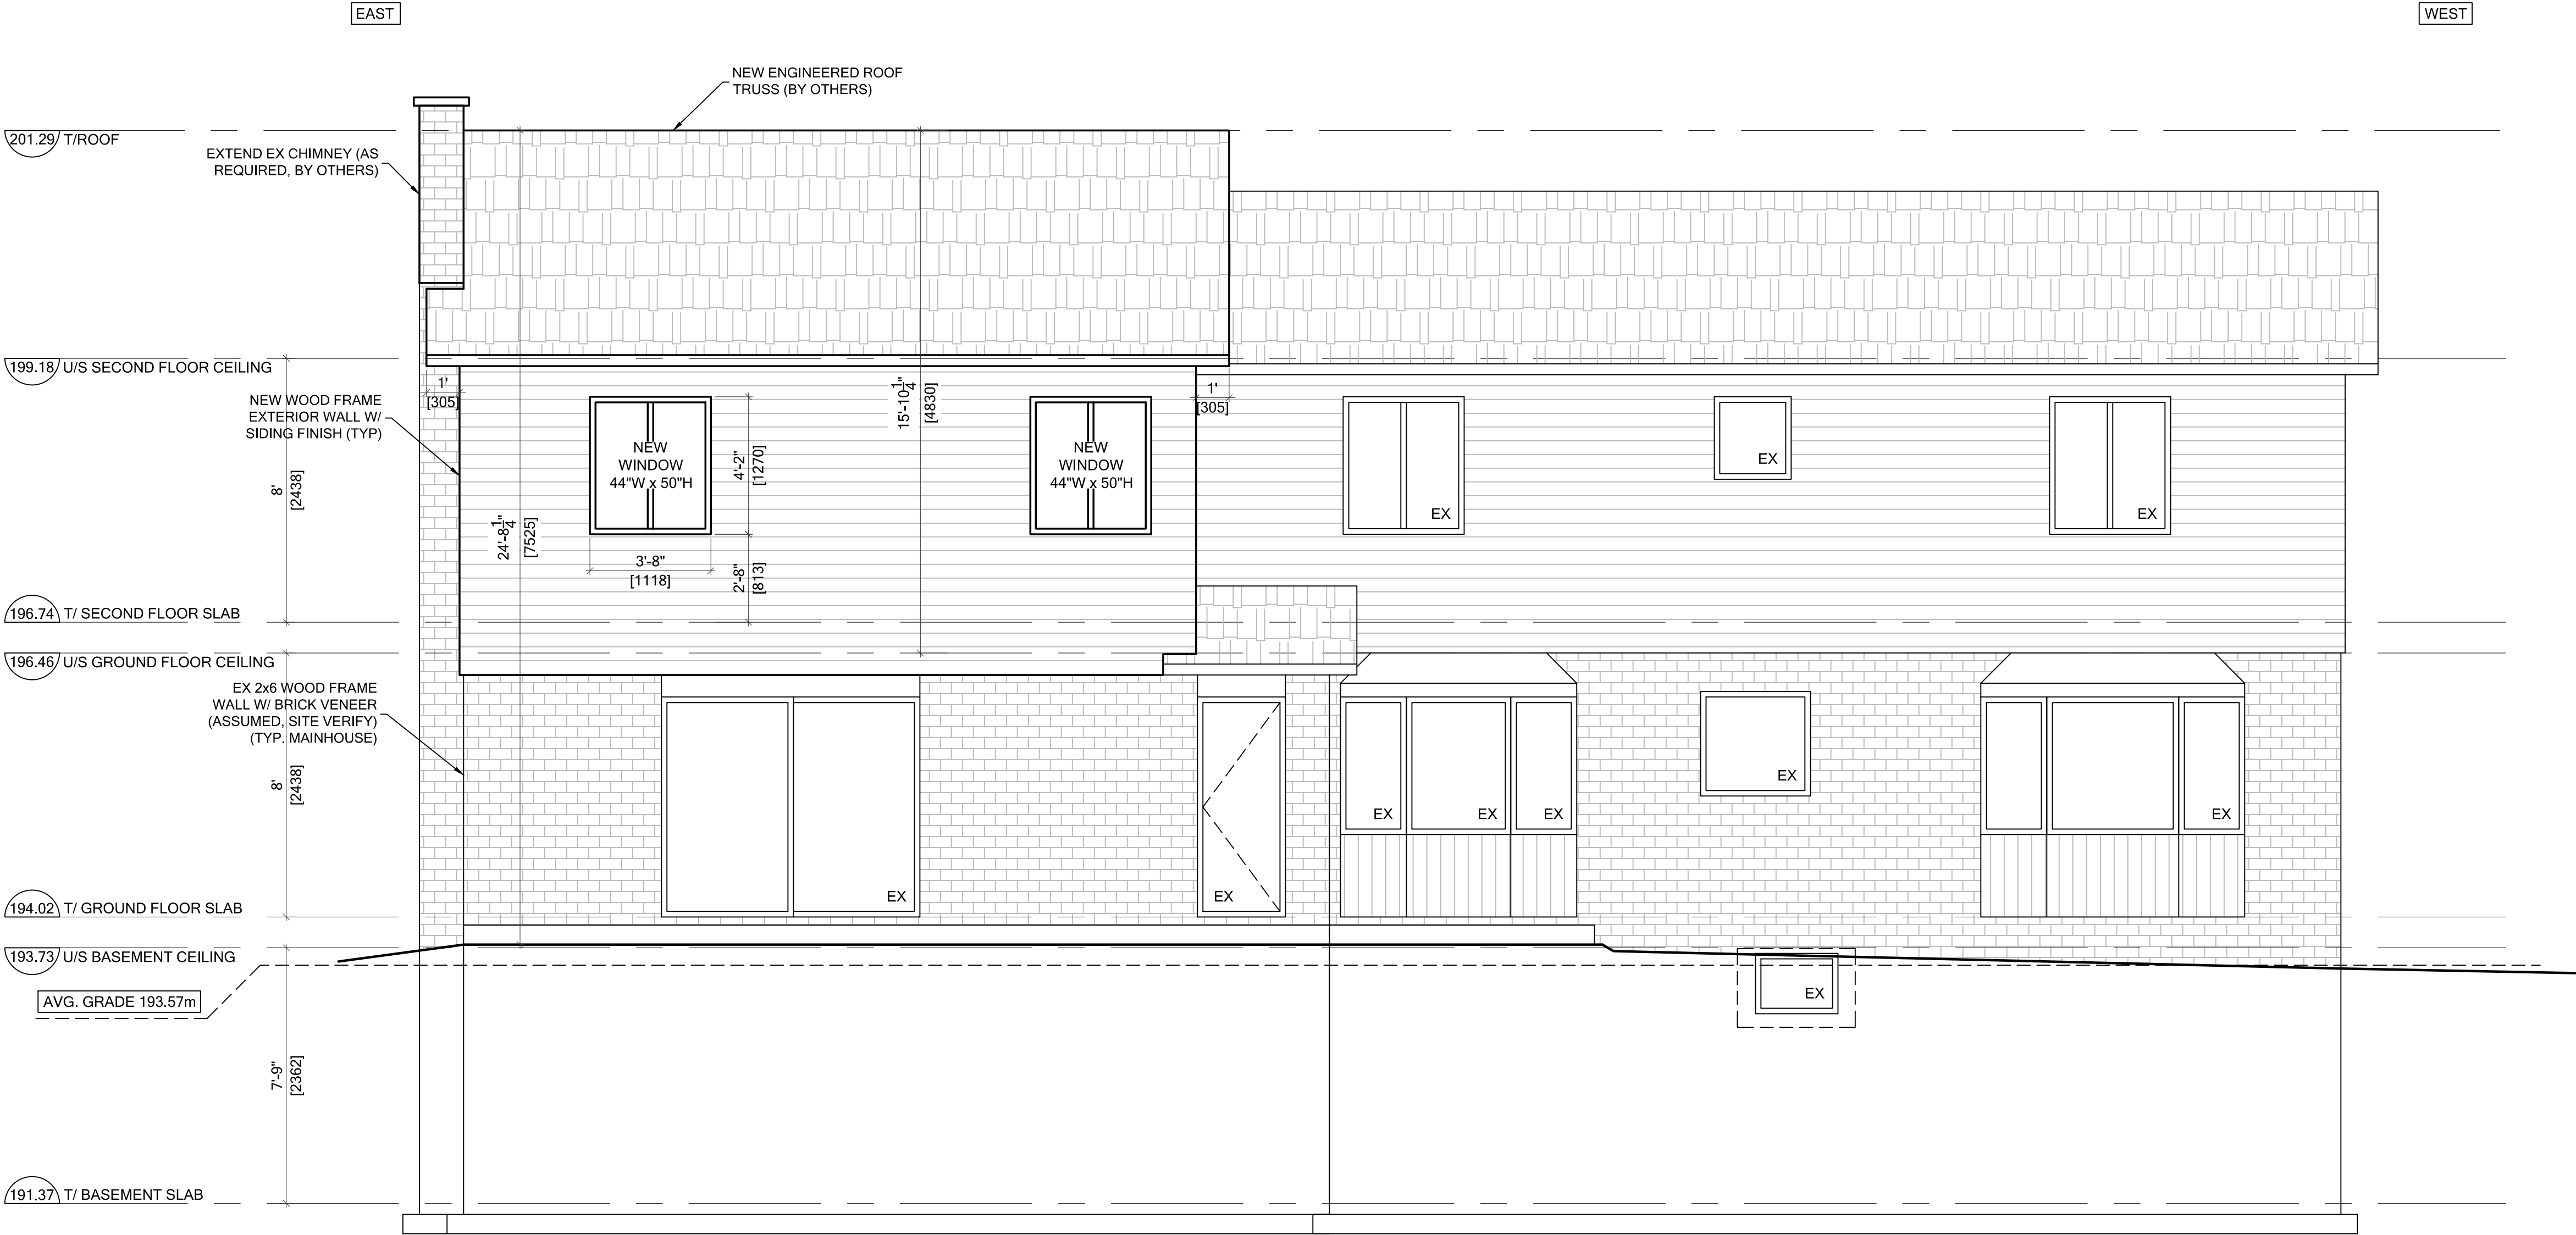 EAST
WEST
NEW ENGINEERED ROOF
TRUSS (BY OTHERS)
201.29 T/ROOF
EXTEND EX CHIMNEY (AS
REQUIRED, BY OTHERS)
199.18 U/S SECOND FLOOR CEILING
1'
[305]
15'-10 1/4"
[4830]
1'
[305]
NEW WOOD FRAME
EXTERIOR WALL W/
SIDING FINISH (TYP)
8'
[2438]
NEW
WINDOW
44"W x 50"H
4'-2"
[1270]
NEW
WINDOW
44"W x 50"H
EX
EX
EX
24'-8 1/4"
[7525]
3'-8"
[1118]
2'-8"
[813]
196.74 T/ SECOND FLOOR SLAB
196.46 U/S GROUND FLOOR CEILING
EX 2x6 WOOD FRAME
WALL W/ BRICK VENEER
(ASSUMED, SITE VERIFY)
(TYP. MAINHOUSE)
8'
[2438]
EX
EX
EX
EX
EX
EX
EX
EX
194.02 T/ GROUND FLOOR SLAB
193.73 U/S BASEMENT CEILING
AVG. GRADE 193.57m
EX
7'-9"
[2362]
191.37 T/ BASEMENT SLAB